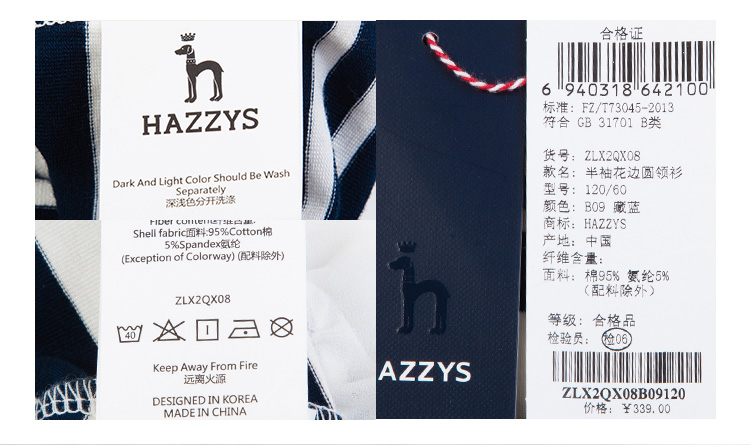 HAZZYS
Dark And Light Color Should Be Wash
Separately
深浅色分开洗涤
Fiber content纤维含量:
Shell fabric面料:95%Cotton棉
5%Spandex氨纶
(Exception of Colorway) (配料除外)
ZLX2QX08
40
Keep Away From Fire
远离火源
DESIGNED IN KOREA
MADE IN CHINA
AZZYS
合格证
6 940318 642100
标准: FZ/T73045-2013
符合 GB 31701 B类
货号: ZLX2QX08
款名: 半袖花边圆领衫
型号: 120/60
颜色: B09 藏蓝
商标: HAZZYS
产地: 中国
纤维含量:
面料: 棉95% 氨纶5%
(配料除外)
等级: 合格品
检验员: 检06
ZLX2QX08B09120
价格: ¥339.00